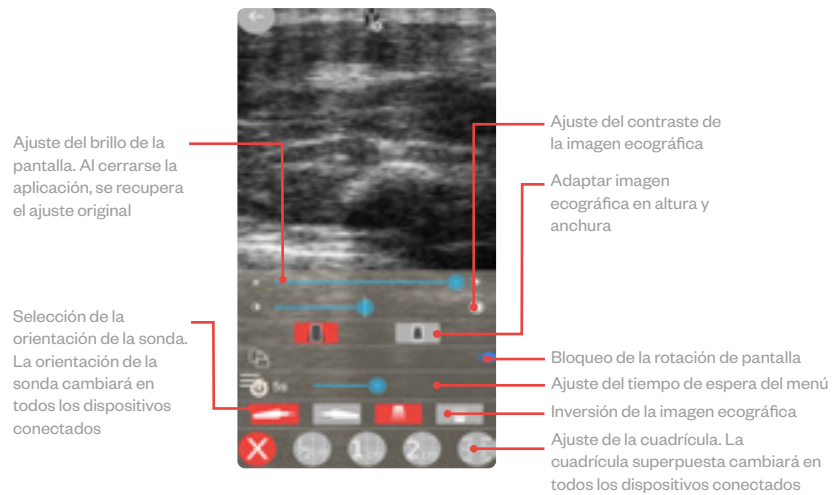 Ajuste del brillo de la
pantalla. Al cerrarse la
aplicación, se recupera
el ajuste original
Selección de la
orientación de la sonda.
La orientación de la
sonda cambiará en
todos los dispositivos
conectados
Ajuste del contraste de
la imagen ecográfica
Adaptar imagen
ecográfica en altura y
anchura
Bloqueo de la rotación de pantalla
Ajuste del tiempo de espera del menú
Inversión de la imagen ecográfica
Ajuste de la cuadrícula. La
cuadrícula superpuesta cambiará en
todos los dispositivos conectados
5s
1
2